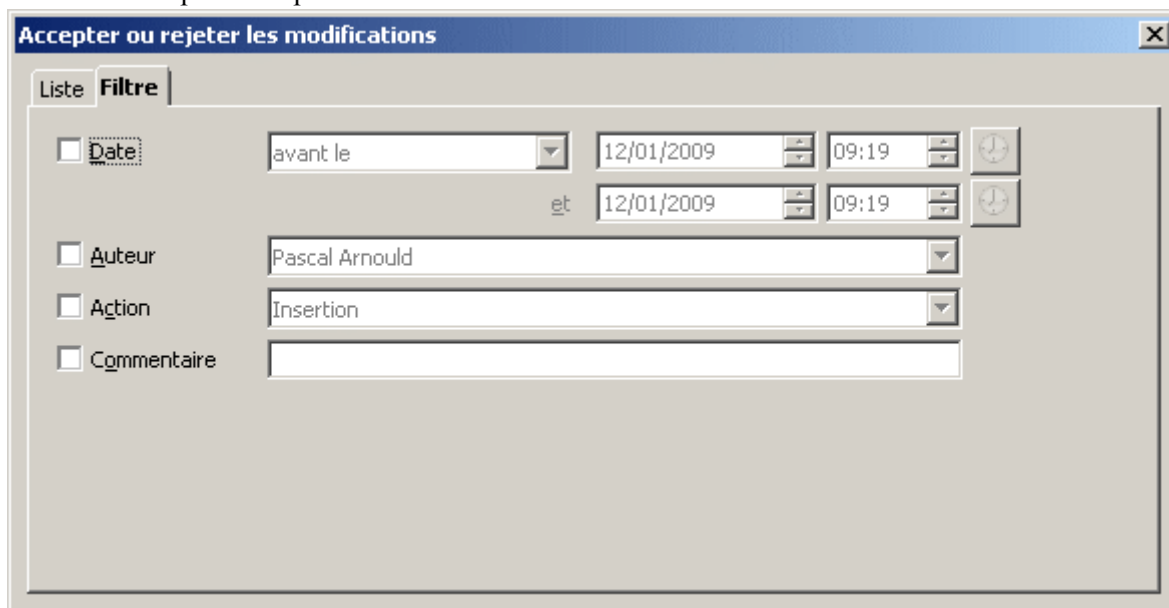 Accepter ou rejeter les modifications
Liste Filtre
Date avant le 12/01/2009 09:19
et 12/01/2009 09:19
Auteur Pascal Arnould
Action Insertion
Commentaire